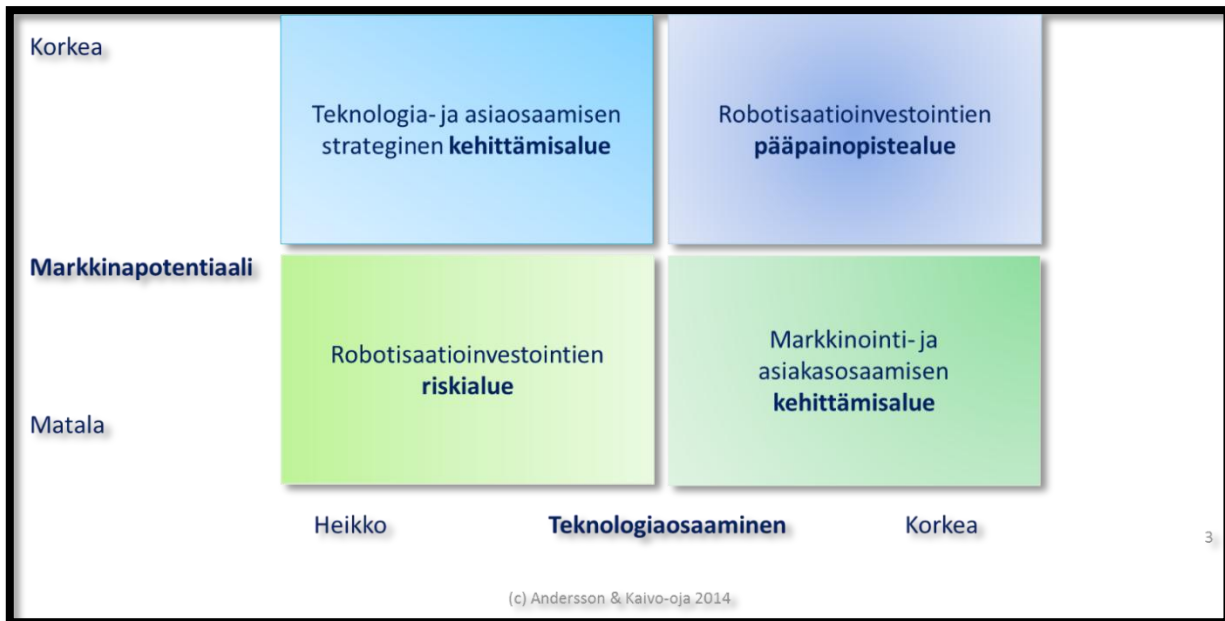 Korkea
Teknologia- ja asiaosaamisen
strateginen kehittämisalue
Robotisaatioinvestointien
pääpainopistealue
Markkinapotentiaali
Robotisaatioinvestointien
riskialue
Markkinointi- ja
asiakasosaamisen
kehittämisalue
Matala
Heikko
Teknologiaosaaminen
Korkea
3
(c) Andersson & Kaivo-oja 2014